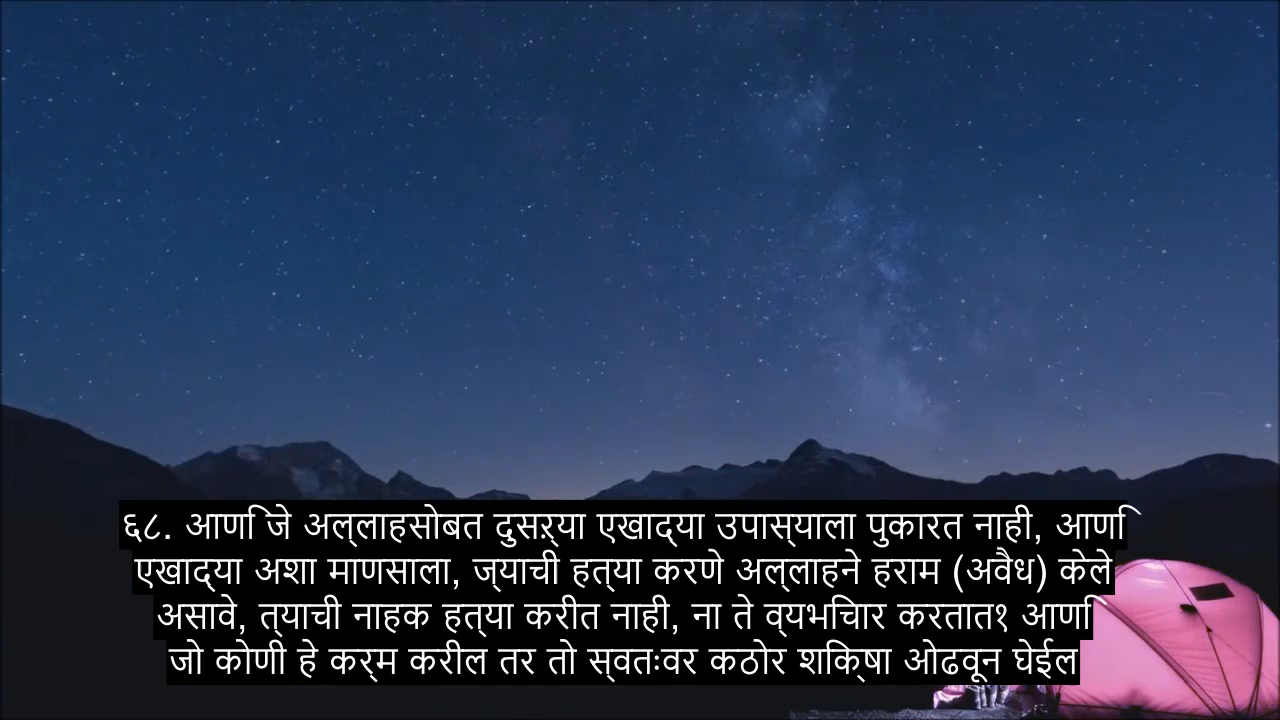 ६८. आणि जे अल्लाहसोबत दुसऱ्या एखाद्या उपास्याला पुकारत नाही, आणि
एखाद्या अशा माणसाला, ज्याची हत्या करणे अल्लाहने हराम (अवैध) केले
असावे, त्याची नाहक हत्या करीत नाही, ना ते व्यभिचार करतात१ आणि
जो कोणी हे कर्म करील तर तो स्वतःवर कठोर शिक्षा ओढवून घेईल